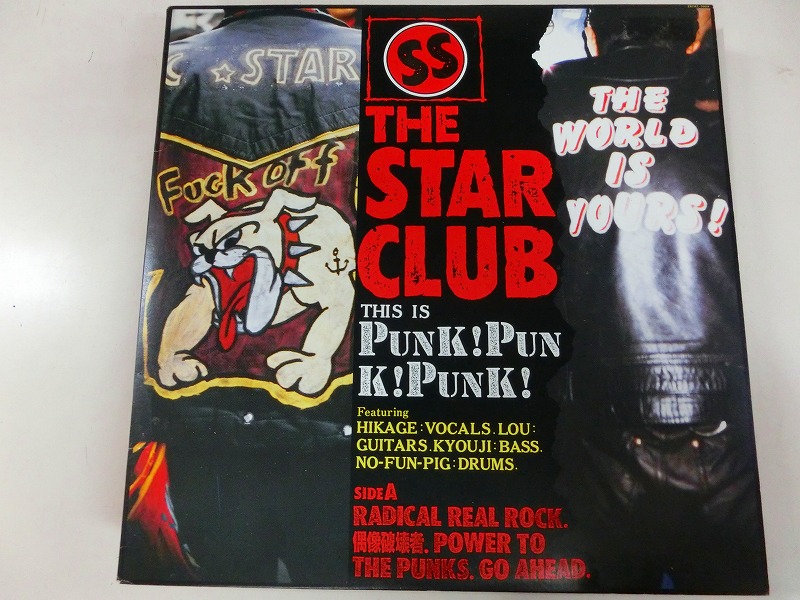 C ☆ STAR
Fuck off
SS
THE
STAR
CLUB
THIS IS
PUNK!PUN
K!PUNK!
Featuring
HIKAGE:VOCALS.LOU:
GUITARS.KYOUJI:BASS.
NO-FUN-PIG:DRUMS.
SIDE A
RADICAL REAL ROCK.
偶像破壊者. POWER TO
THE PUNKS. GO AHEAD.
THE
WORLD
IS
YOURS!